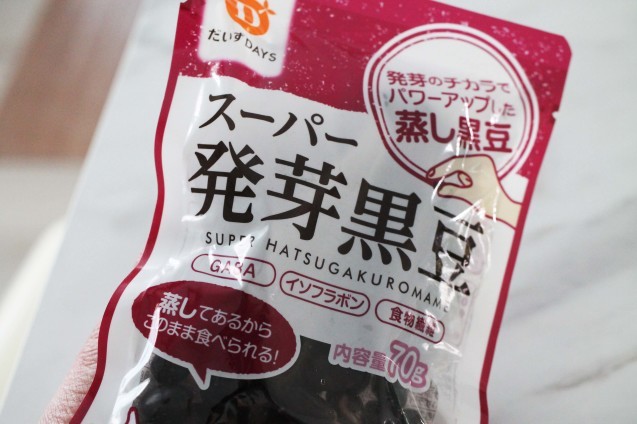 だいずDAYS
発芽のチカラで
パワーアップした
蒸し黒豆
スーパー
発芽黒豆
SUPER HATSUGAKUROMAME
GABA
イソフラボン
食物繊維
蒸してあるから
このまま食べられる!
内容量70g